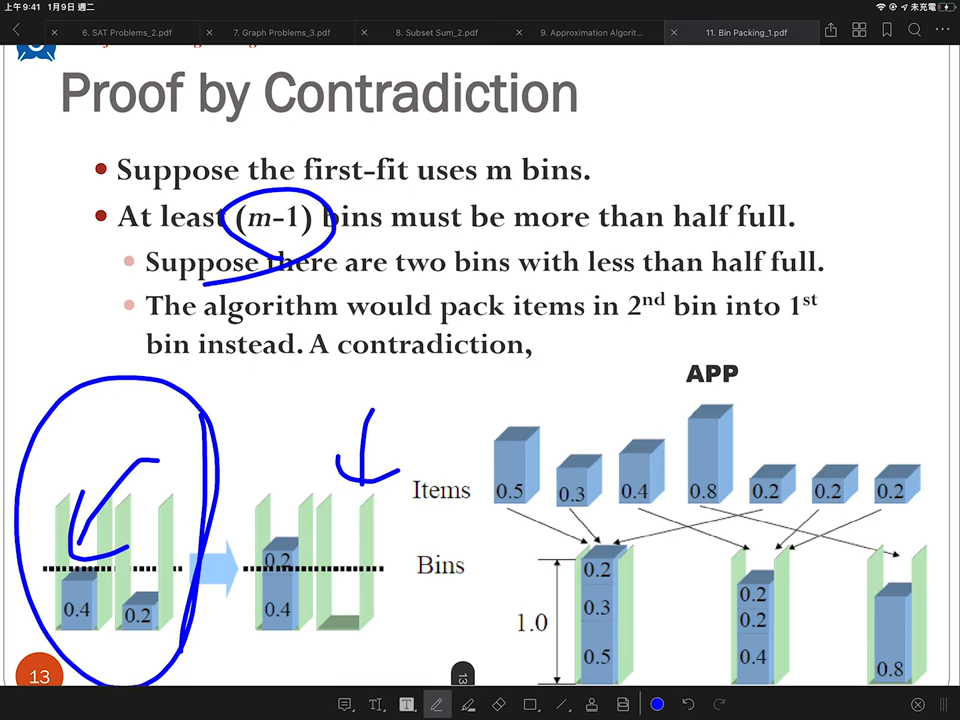 上午9:41 1月9日 週二
未充電
6. SAT Problems_2.pdf
7. Graph Problems_3.pdf
8. Subset Sum_2.pdf
9. Approximation Algorit...
11. Bin Packing_1.pdf
Proof by Contradiction
• Suppose the first-fit uses m bins.
• At least (m-1) bins must be more than half full.
• Suppose there are two bins with less than half full.
• The algorithm would pack items in 2nd bin into 1st
bin instead. A contradiction,
APP
Items
0.5
0.3
0.4
0.8
0.2
0.2
0.2
Bins
0.4
0.2
0.2
0.4
1.0
0.2
0.3
0.5
0.2
0.2
0.4
0.8
13
13